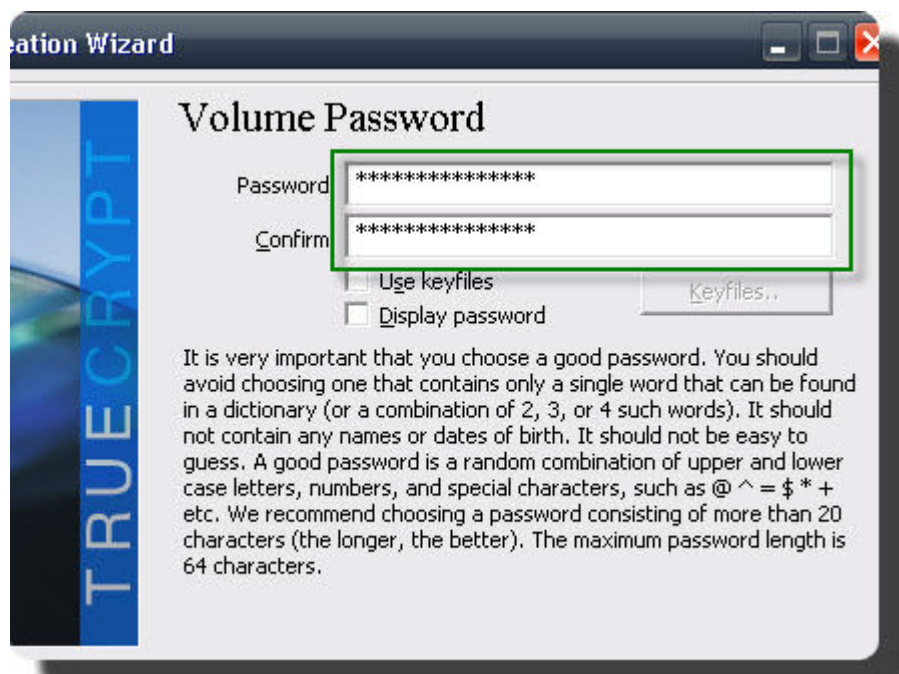 eation Wizard
Volume Password
Password ***************
Confirm ***************
Use keyfiles
Keyfiles..
Display password
It is very important that you choose a good password. You should
avoid choosing one that contains only a single word that can be found
in a dictionary (or a combination of 2, 3, or 4 such words). It should
not contain any names or dates of birth. It should not be easy to
guess. A good password is a random combination of upper and lower
case letters, numbers, and special characters, such as @ ^ = $ * +
etc. We recommend choosing a password consisting of more than 20
characters (the longer, the better). The maximum password length is
64 characters.
TRUECRYPT